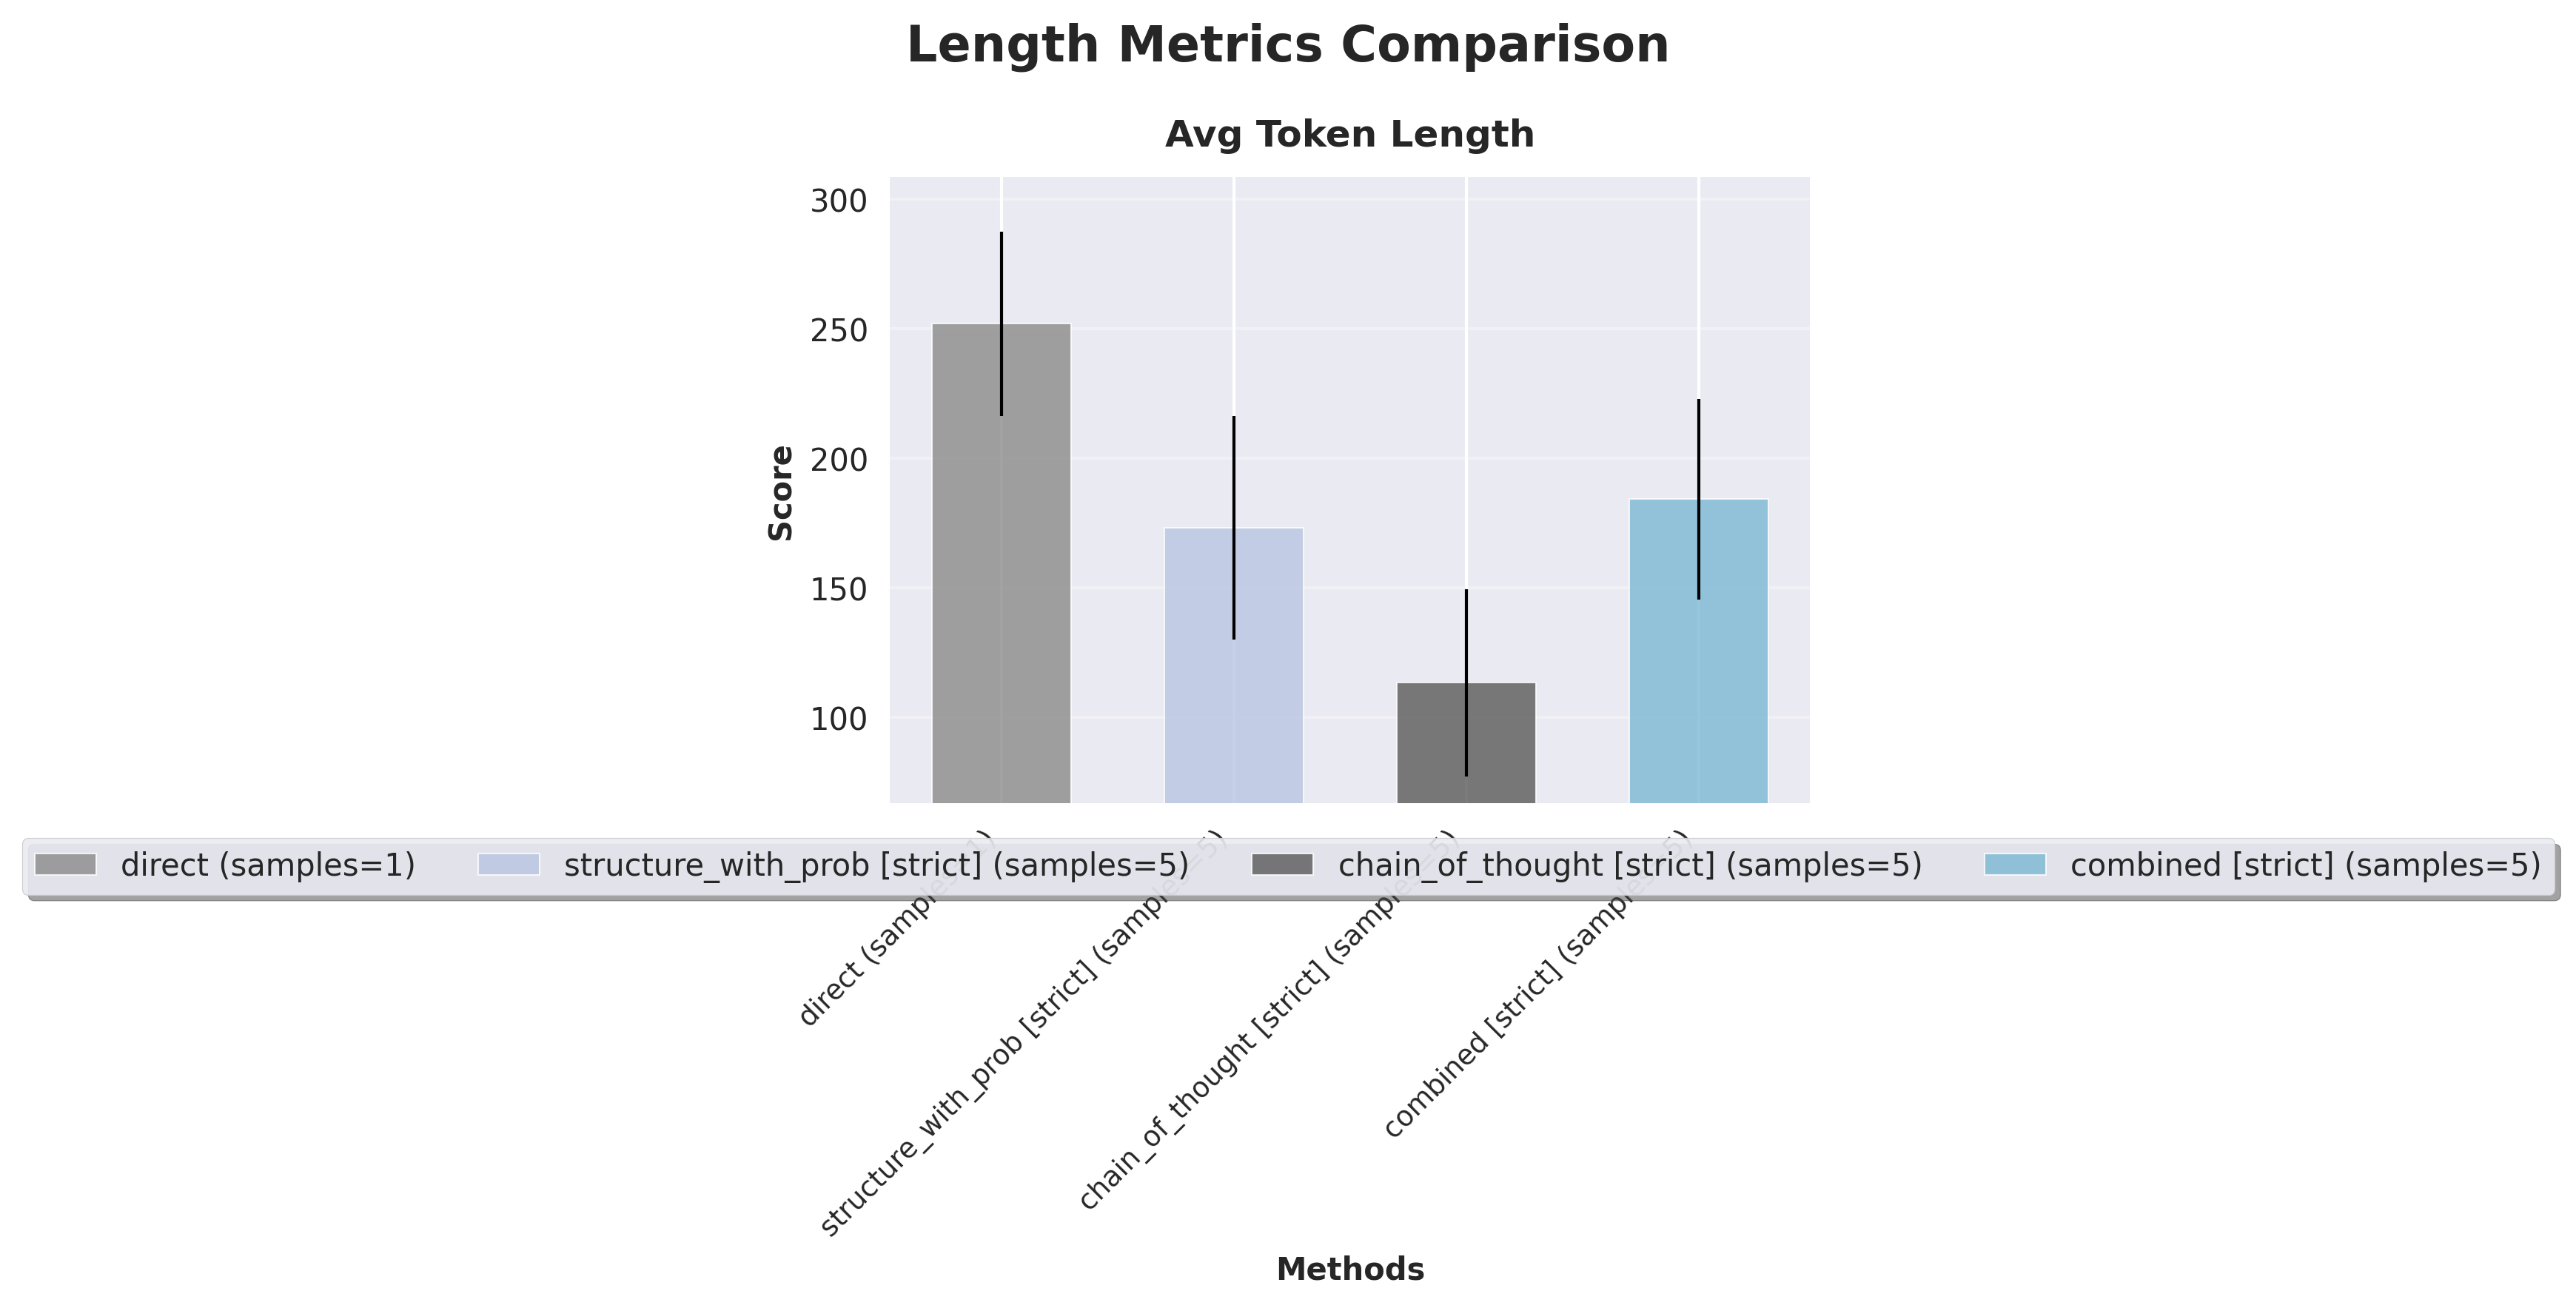 Length Metrics Comparison
Avg Token Length
300
250
200
150
100
Score
direct (samples=1)
structure_with_prob [strict] (samples=5)
chain_of_thought [strict] (samples=5)
combined [strict] (samples=5)
direct (samples=1)
structure_with_prob [strict] (samples=5)
chain_of_thought [strict] (samples=5)
combined [strict] (samples=5)
Methods